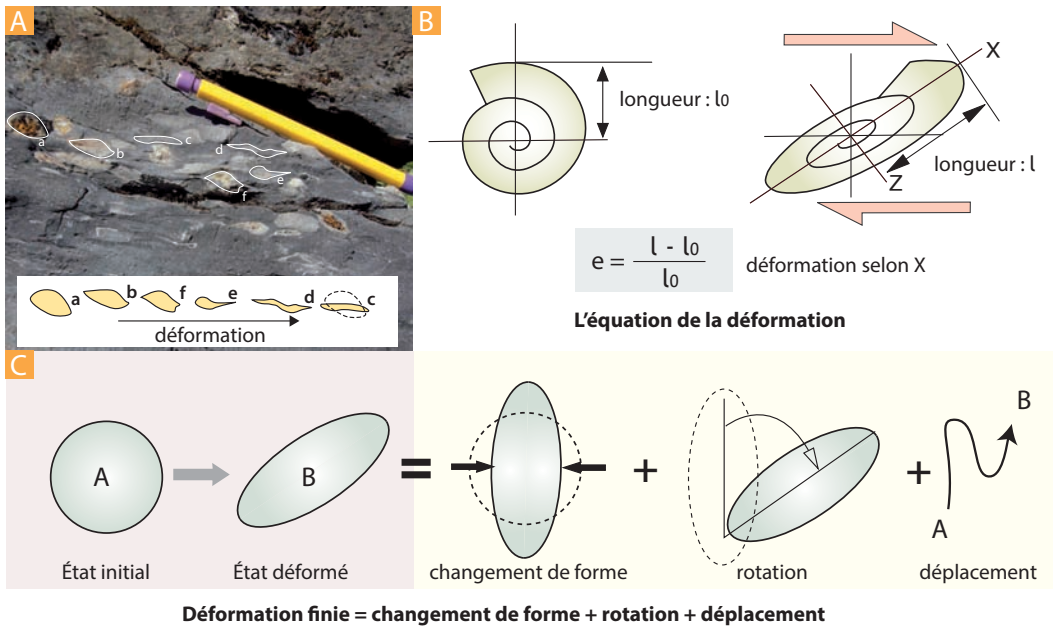 A
a
b
c
d
e
f
a
b
f
e
d
c
déformation
B
longueur : l0
X
longueur : l
Z
e = l - l0 / l0
déformation selon X
L'équation de la déformation
C
A
B
=
+
+
B
A
État initial
État déformé
changement de forme
rotation
déplacement
Déformation finie = changement de forme + rotation + déplacement